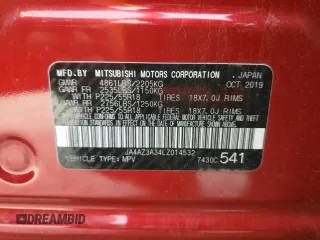 MFD.BY MITSUBISHI MOTORS CORPORATION, JAPAN
GVWR 4861LBS/2205KG OCT.2019
GAWR FR 2535LBS/1150KG
WITH P225/55R18 TIRES 18X7.0J RIMS
GAWR RR 2756LBS/1250KG
WITH P225/55R18 TIRES 18X7.0J RIMS
JA4AZ3A34LZ014532
VEHICLE TYPE: MPV 7430C 541
DREAMBID